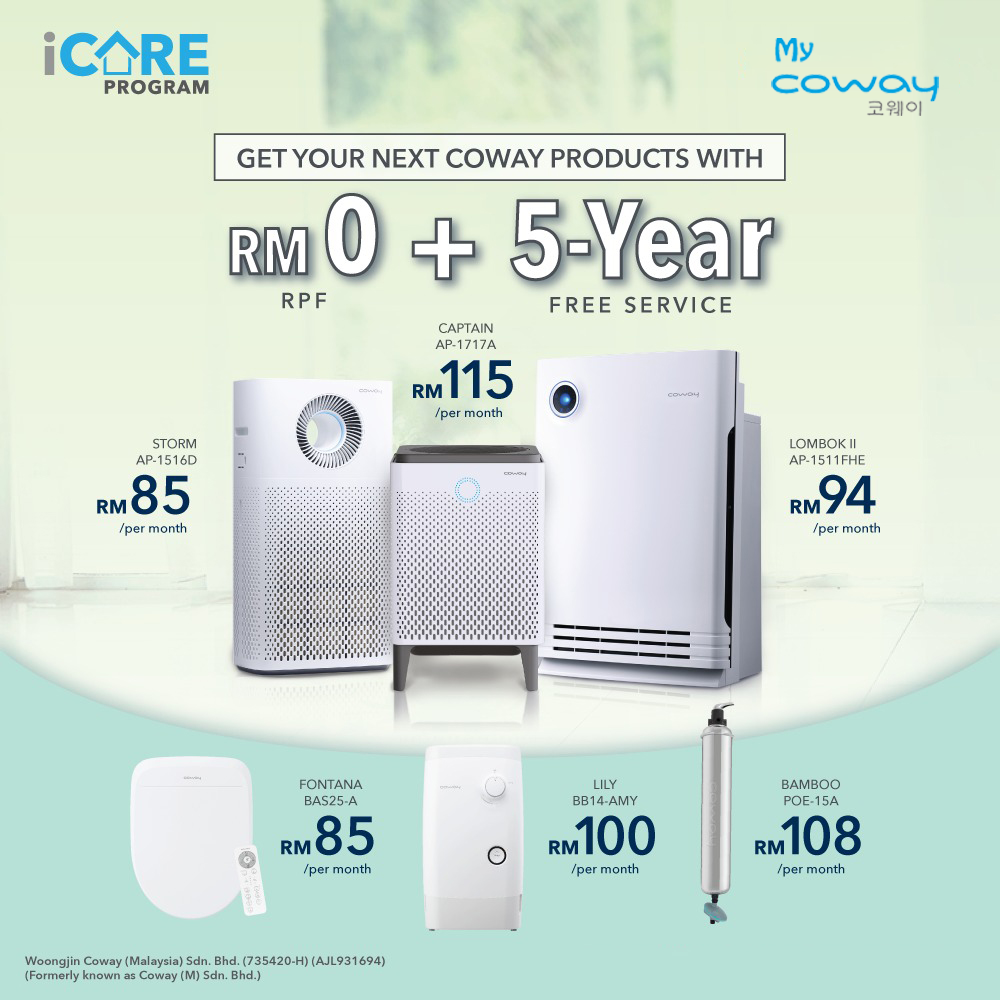 iCARE
PROGRAM
My
coway
코웨이
GET YOUR NEXT COWAY PRODUCTS WITH
RM 0 + 5-Year
RPF
FREE SERVICE
CAPTAIN
AP-1717A
RM115
/per month
STORM
AP-1516D
RM85
/per month
LOMBOK II
AP-1511FHE
RM94
/per month
coway
coway
coway
FONTANA
BAS25-A
RM85
/per month
LILY
BB14-AMY
RM100
/per month
BAMBOO
POE-15A
RM108
/per month
Woongjin Coway (Malaysia) Sdn. Bhd. (735420-H) (AJL931694)
(Formerly known as Coway (M) Sdn. Bhd.)